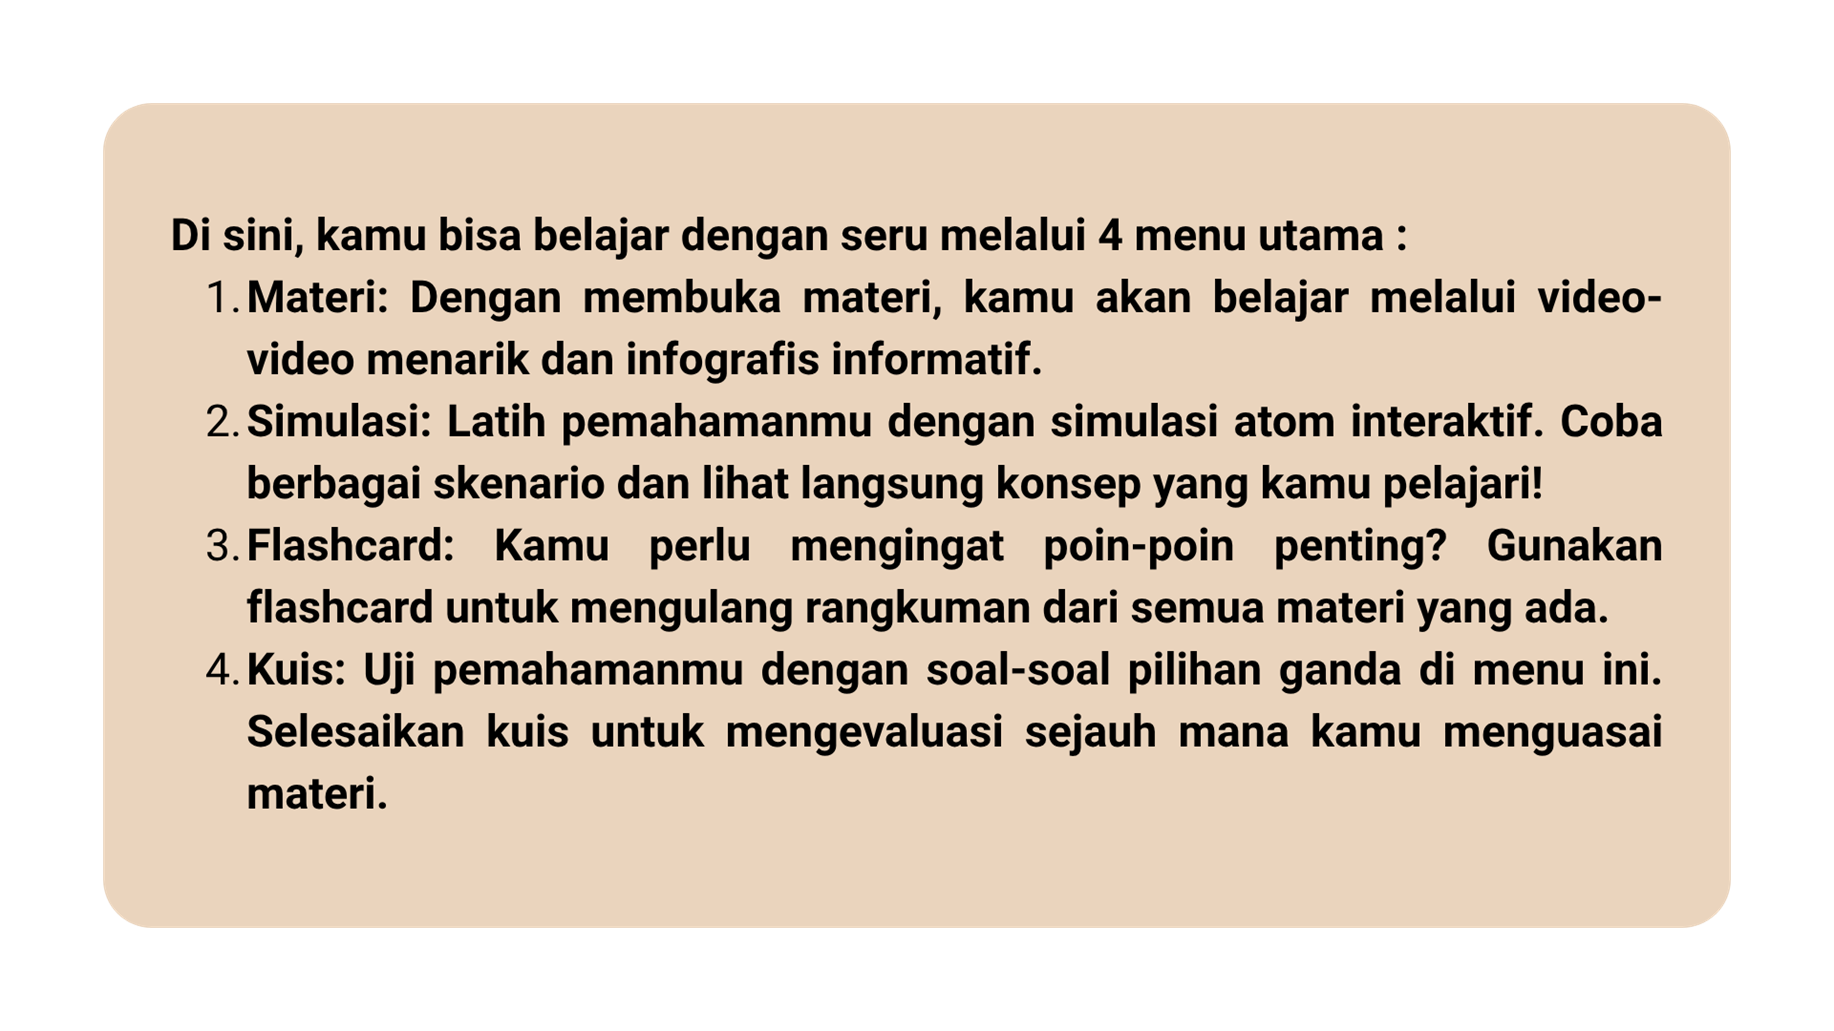 Di sini, kamu bisa belajar dengan seru melalui 4 menu utama :
1. Materi: Dengan membuka materi, kamu akan belajar melalui video-
video menarik dan infografis informatif.
2. Simulasi: Latih pemahamanmu dengan simulasi atom interaktif. Coba
berbagai skenario dan lihat langsung konsep yang kamu pelajari!
3. Flashcard: Kamu perlu mengingat poin-poin penting? Gunakan
flashcard untuk mengulang rangkuman dari semua materi yang ada.
4. Kuis: Uji pemahamanmu dengan soal-soal pilihan ganda di menu ini.
Selesaikan kuis untuk mengevaluasi sejauh mana kamu menguasai
materi.